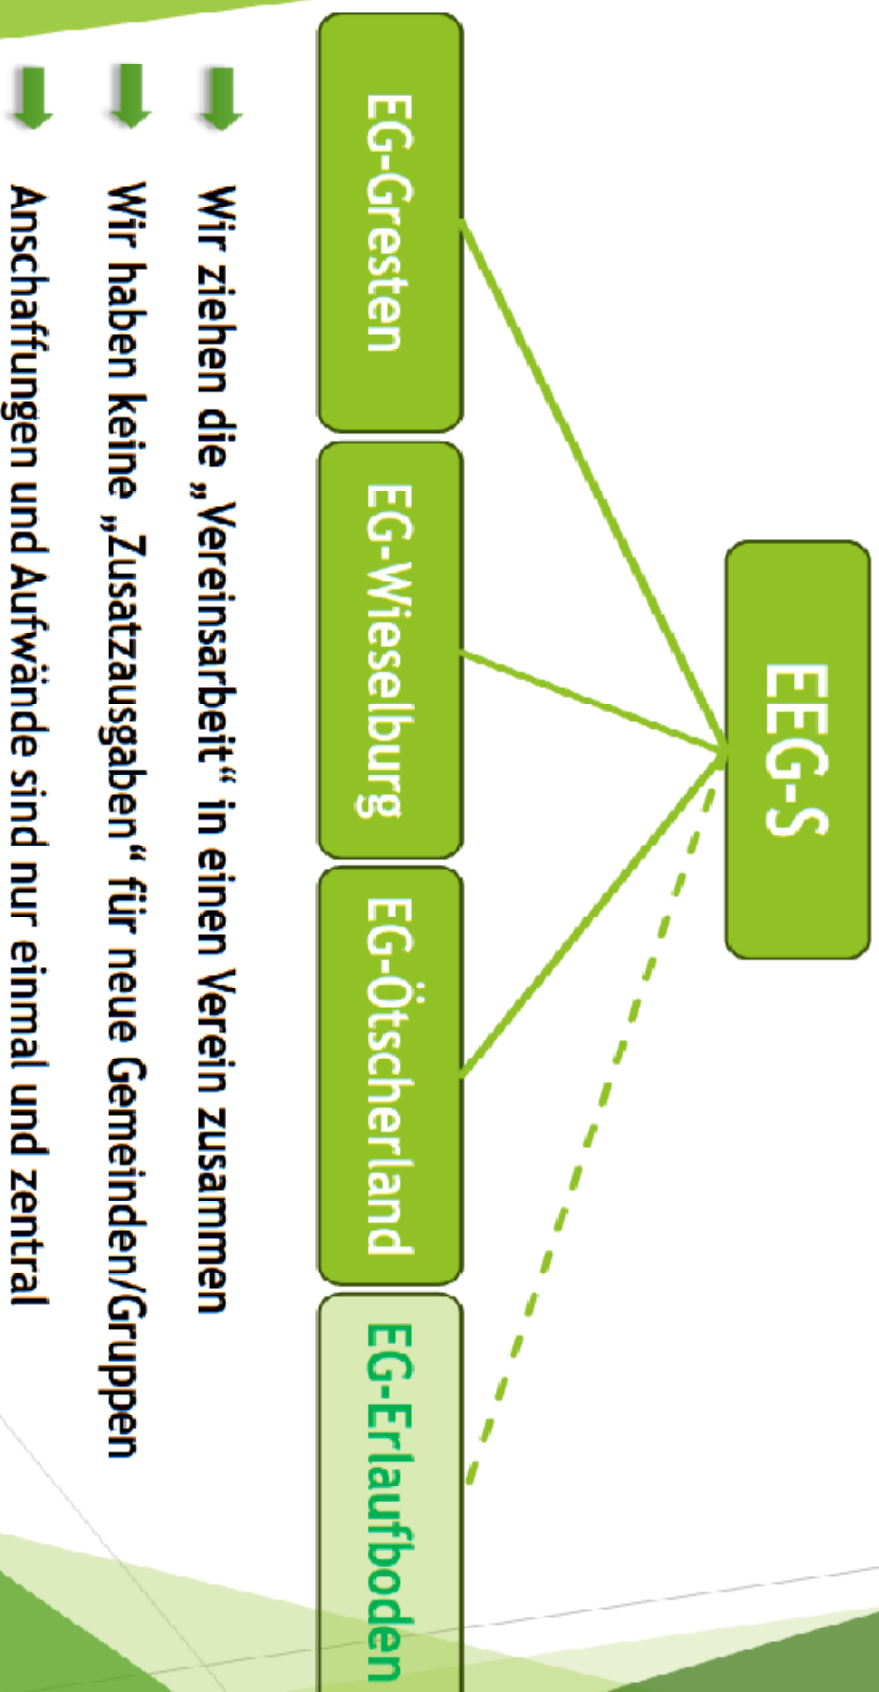 EEG-S
EG-Gresten
EG-Wieselburg
EG-Ötscherland
EG-Erlaufboden
Wir ziehen die „Vereinsarbeit“ in einen Verein zusammen
Wir haben keine „Zusatzausgaben“ für neue Gemeinden/Gruppen
Anschaffungen und Aufwände sind nur einmal und zentral